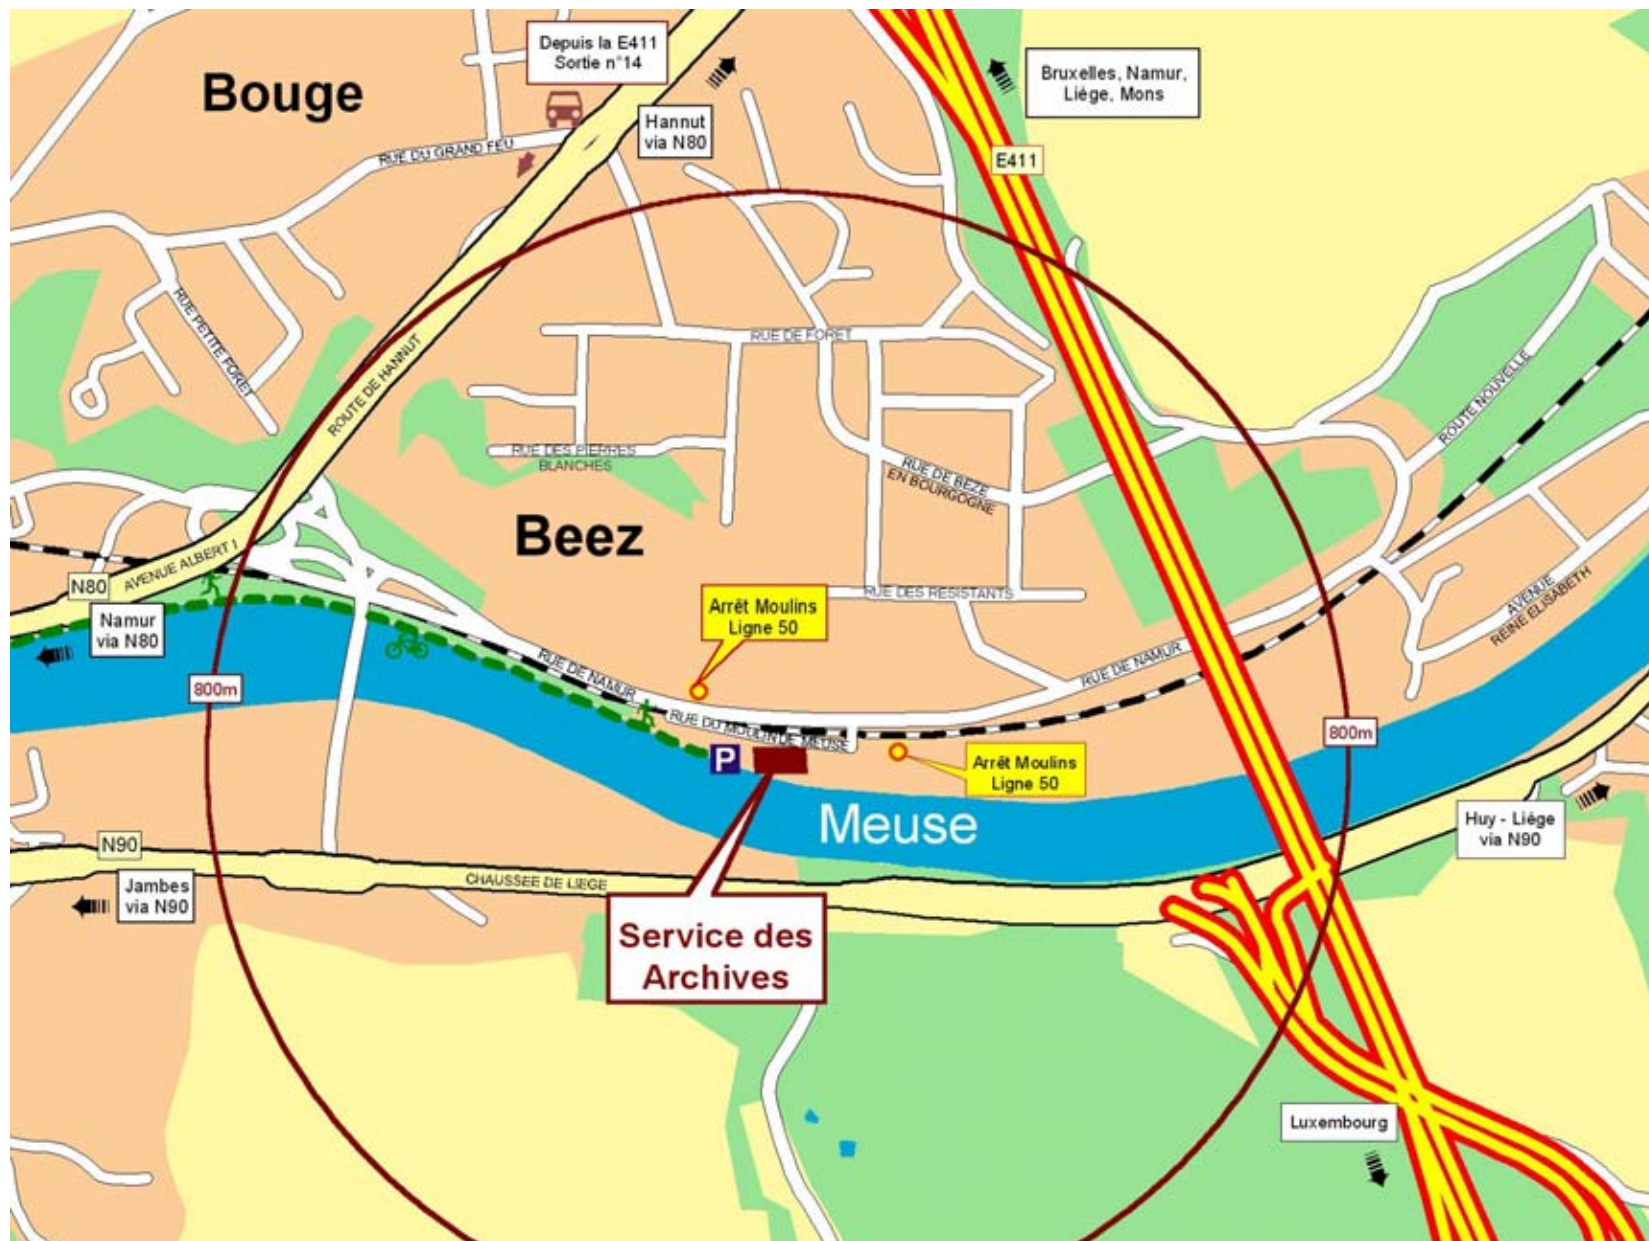 Depuis la E411
Sortie n°14
Bouge
Bruxelles, Namur,
Liège, Mons
Hannut
via N80
RUE DU GRAND FEU
E411
RUE PETITE FORET
ROUTE DE HANNUT
RUE DE FORET
ROUTE NOUVELLE
RUE DES PIERRES
BLANCHES
RUE DE BEZE
EN BOURGOGNE
Beez
AVENUE ALBERT I
N80
Namur
via N80
RUE DES RESISTANTS
AVENUE
REINE ELISABETH
Arrêt Moulins
Ligne 50
RUE DE NAMUR
RUE DE NAMUR
800m
RUE DU MOULIN DE MEUSE
800m
P
Arrêt Moulins
Ligne 50
Meuse
Huy - Liège
via N90
N90
Jambes
via N90
CHAUSSEE DE LIEGE
Service des
Archives
Luxembourg